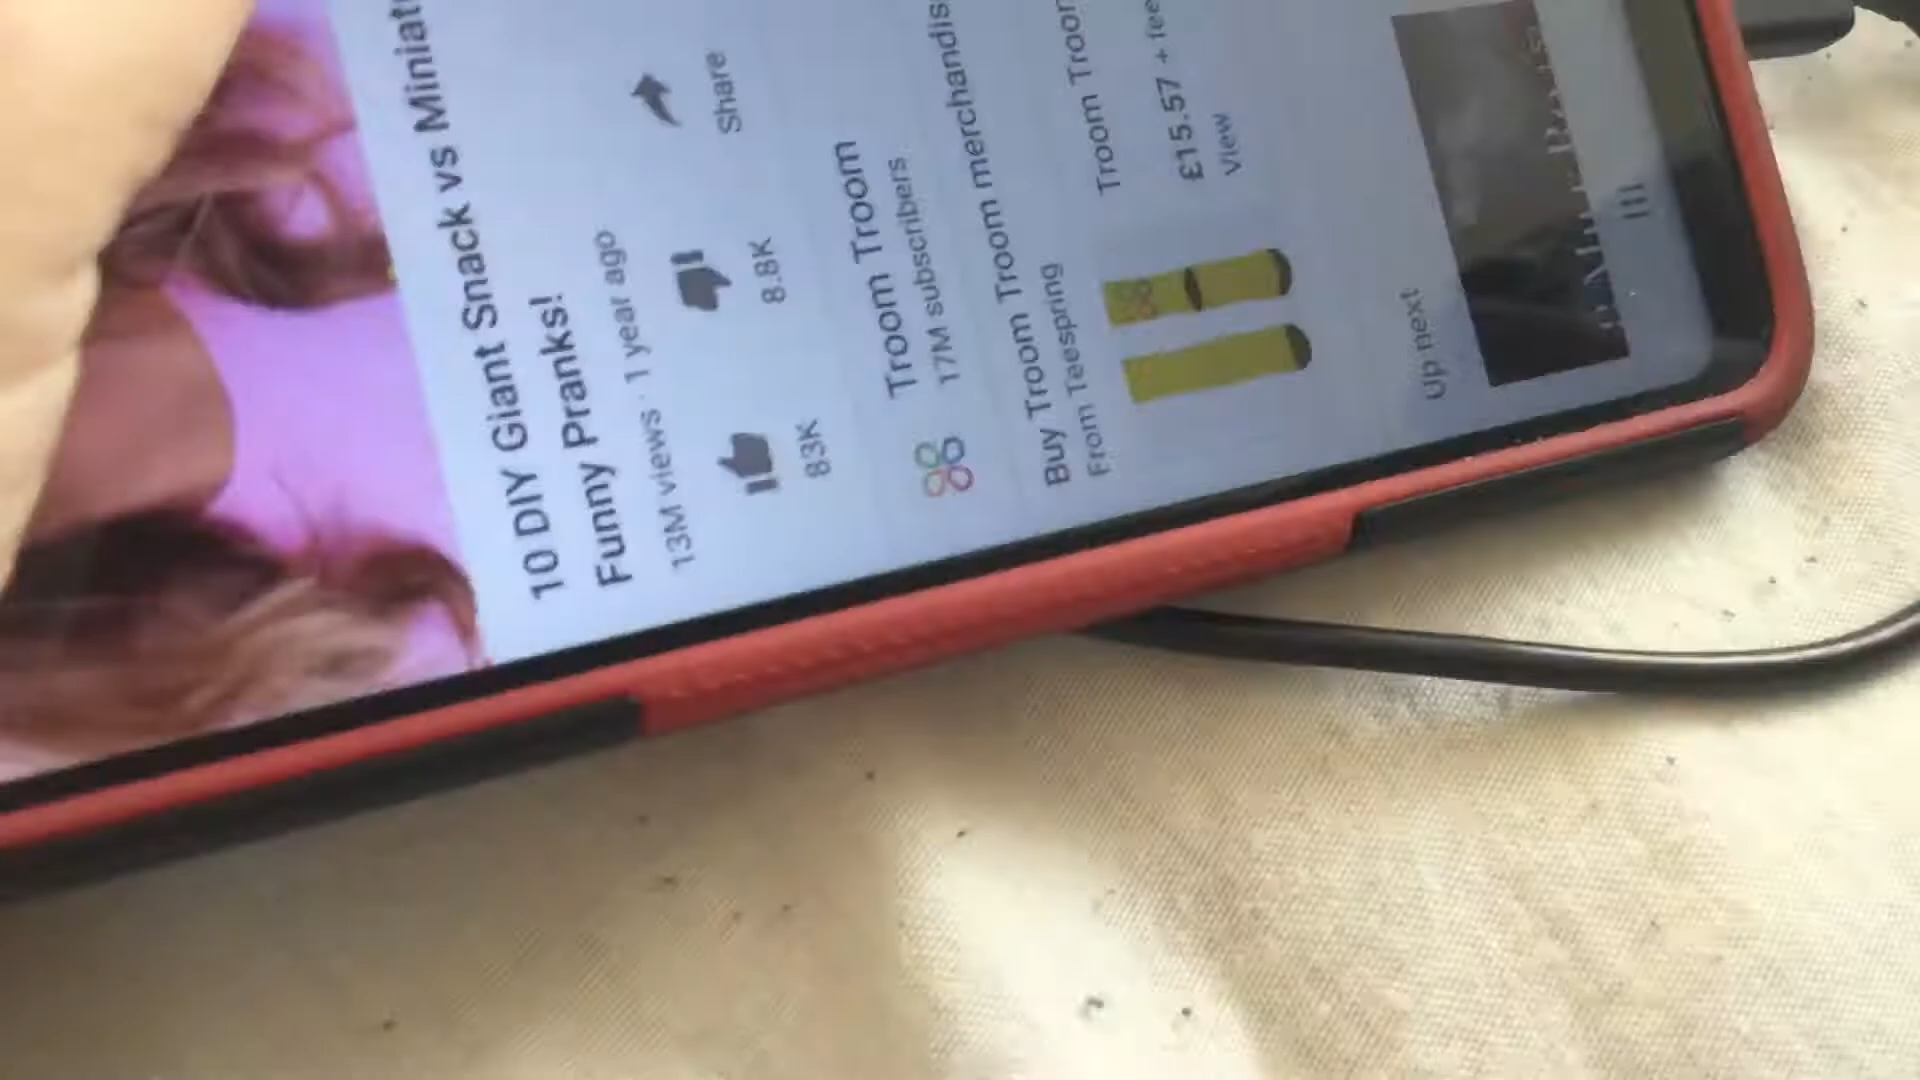 10 DIY Giant Snack vs Miniat
Funny Pranks!
13M views · 1 year ago
83K
8.8K
Share
Troom Troom
17M subscribers
Buy Troom Troom merchandis
From Teespring
Troom Troom
£15.57 + fee
View
Up next